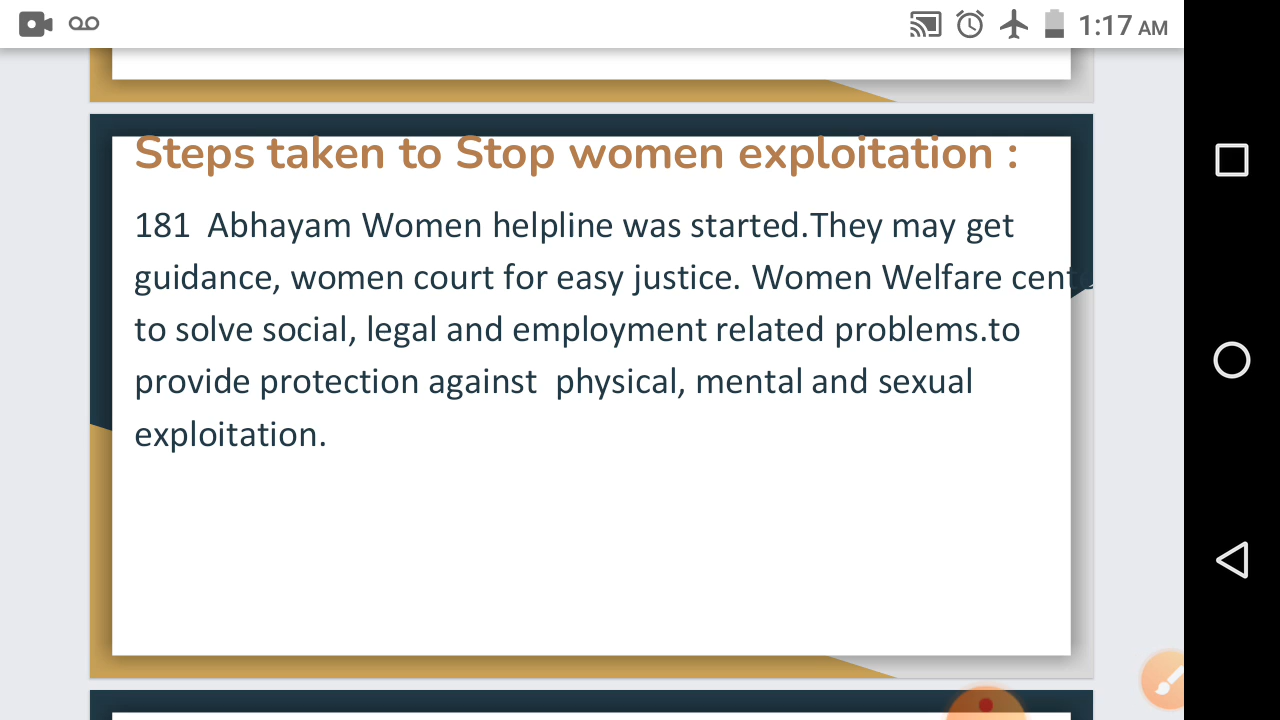 1:17 AM
Steps taken to Stop women exploitation :
181  Abhayam Women helpline was started.They may get
guidance, women court for easy justice. Women Welfare
to solve social, legal and employment related problems.to
provide protection against  physical, mental and sexual
exploitation.